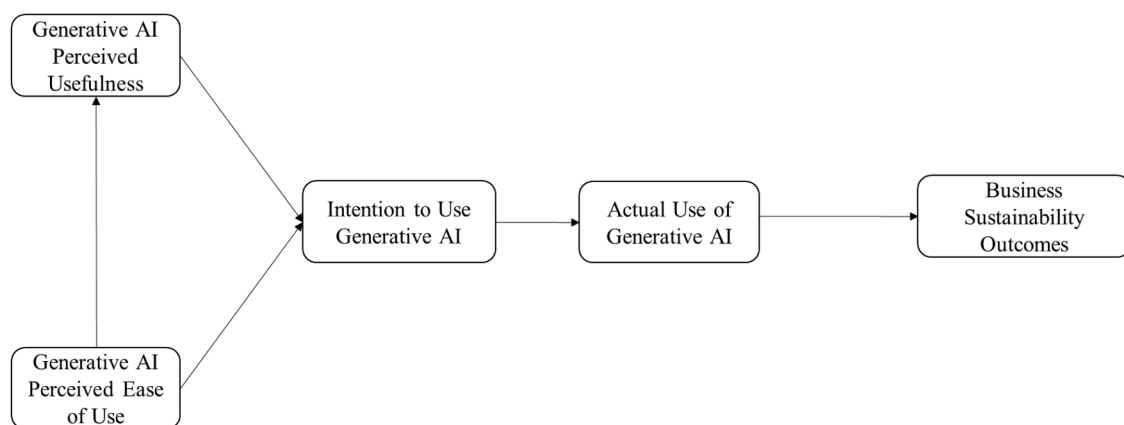 Generative AI
Perceived
Usefulness
Intention to Use
Generative AI
Actual Use of
Generative AI
Business
Sustainability
Outcomes
Generative AI
Perceived Ease
of Use